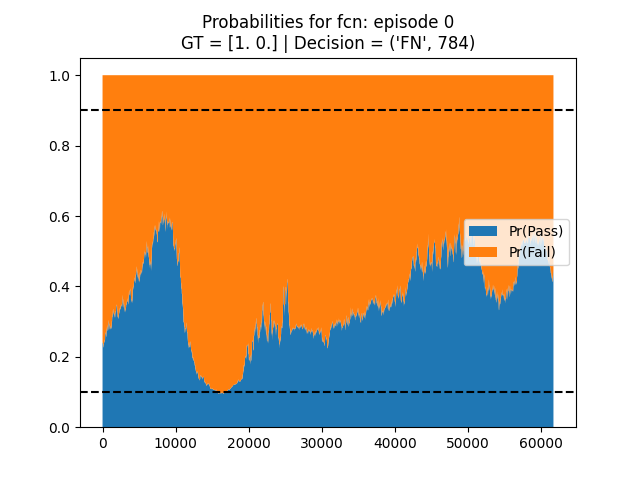 Probabilities for fcn: episode 0
GT = [1. 0.] | Decision = ('FN', 784)
1.0
0.8
0.6
0.4
0.2
0.0
Pr(Pass)
Pr(Fail)
0 10000 20000 30000 40000 50000 60000